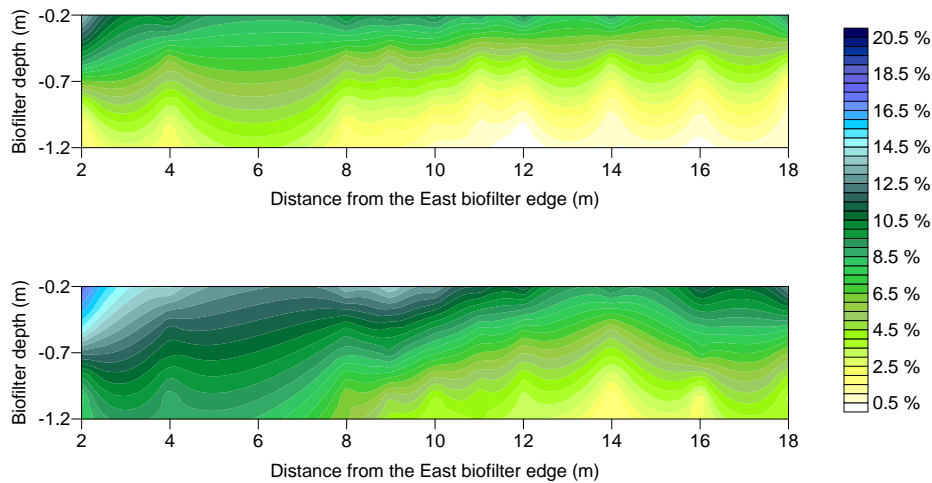 -0.2
-0.7
-1.2
Biofilter depth (m)
2 4 6 8 10 12 14 16 18
Distance from the East biofilter edge (m)
-0.2
-0.7
-1.2
Biofilter depth (m)
2 4 6 8 10 12 14 16 18
Distance from the East biofilter edge (m)
20.5 %
18.5 %
16.5 %
14.5 %
12.5 %
10.5 %
8.5 %
6.5 %
4.5 %
2.5 %
0.5 %